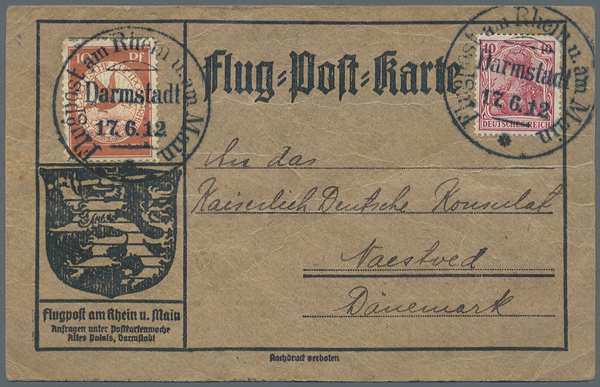 Flug-Post-Karte
10 Pf
Flugpost am Rhein u. am Main
Darmstadt
17.6.12
10
DEUTSCHES REICH
Flugpost am Rhein u. am Main
Darmstadt
17.6.12
An das
Kaiserlich Deutsche Konsulat
Naestved
Dänemark
Flugpost am Rhein u. Main
Anfragen unter Postkartenwoche
Altes Palais, Darmstadt
Nachdruck verboten